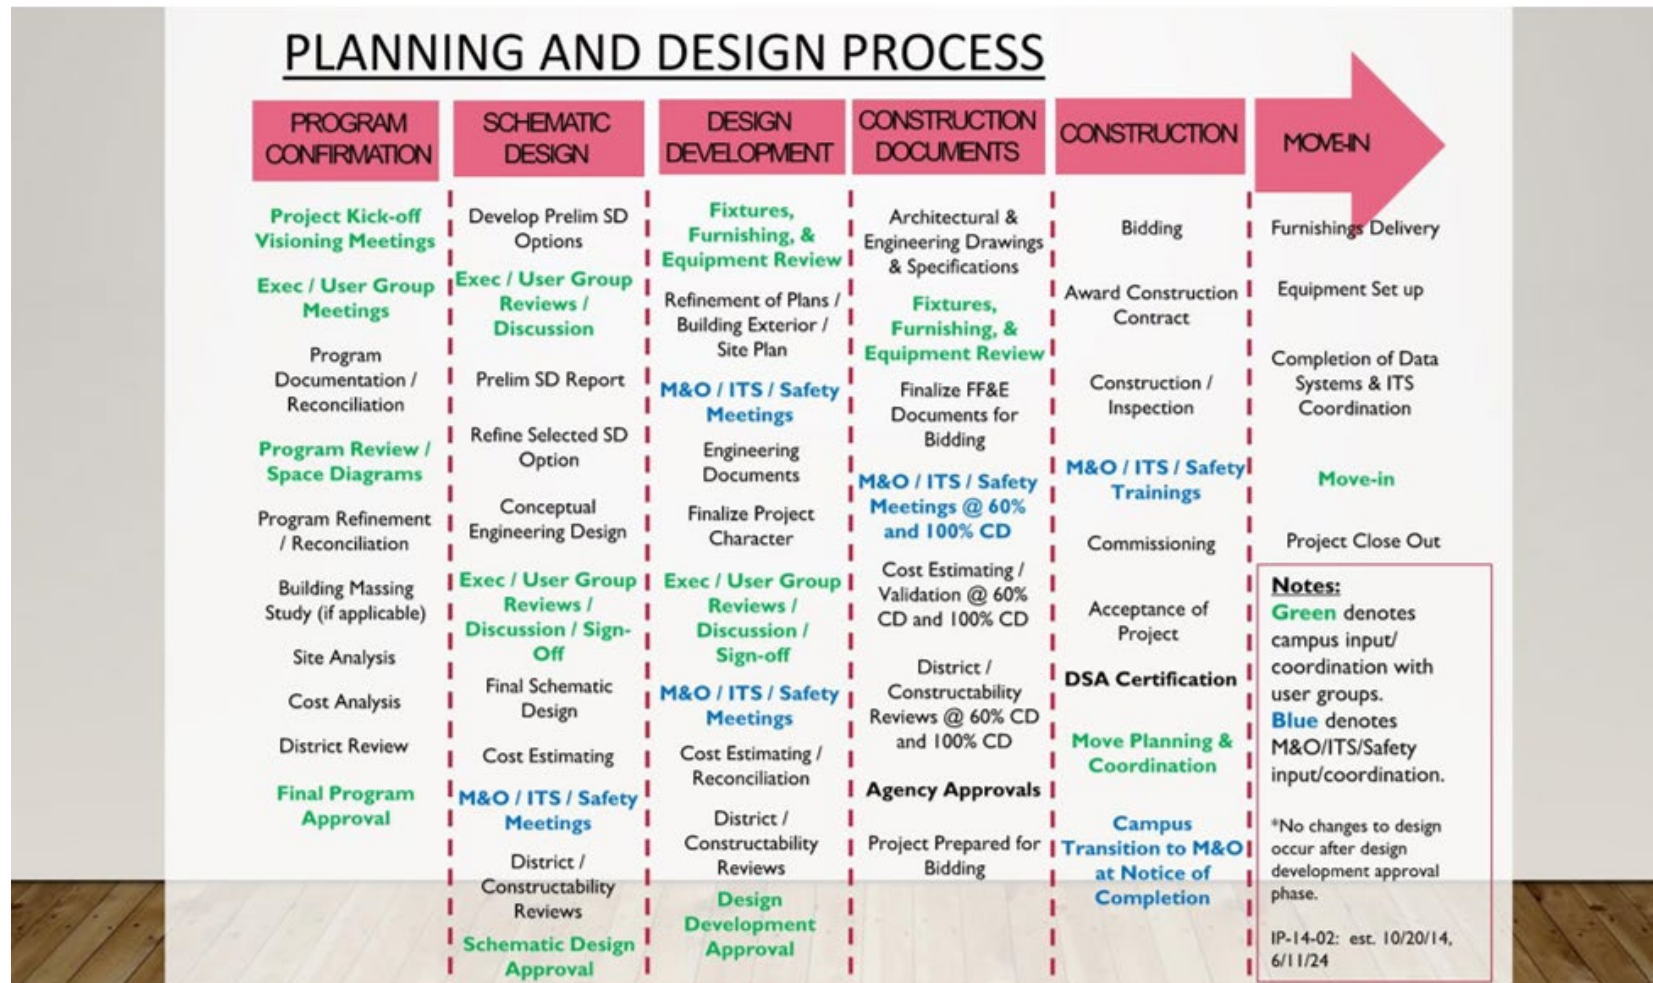 PLANNING AND DESIGN PROCESS
PROGRAM
CONFIRMATION
Project Kick-off
Visioning Meetings
Exec / User Group
Meetings
Program
Documentation /
Reconciliation
Program Review /
Space Diagrams
Program Refinement
/ Reconciliation
Building Massing
Study (if applicable)
Site Analysis
Cost Analysis
District Review
Final Program
Approval
SCHEMATIC
DESIGN
Develop Prelim SD
Options
Exec / User Group
Reviews /
Discussion
Prelim SD Report
Refine Selected SD
Option
Conceptual
Engineering Design
Exec / User Group
Reviews /
Discussion / Sign-
Off
Final Schematic
Design
Cost Estimating
M&O / ITS / Safety
Meetings
District /
Constructability
Reviews
Schematic Design
Approval
DESIGN
DEVELOPMENT
Fixtures,
Furnishing, &
Equipment Review
Refinement of Plans /
Building Exterior /
Site Plan
M&O / ITS / Safety
Meetings
Engineering
Documents
Finalize Project
Character
Exec / User Group
Reviews /
Discussion /
Sign-off
M&O / ITS / Safety
Meetings
Cost Estimating /
Reconciliation
District /
Constructability
Reviews
Design
Development
Approval
CONSTRUCTION
DOCUMENTS
Architectural &
Engineering Drawings
& Specifications
Fixtures,
Furnishing, &
Equipment Review
Finalize FF&E
Documents for
Bidding
M&O / ITS / Safety
Meetings @ 60%
and 100% CD
Cost Estimating /
Validation @ 60%
CD and 100% CD
District /
Constructability
Reviews @ 60% CD
and 100% CD
Agency Approvals
Project Prepared for
Bidding
CONSTRUCTION
Bidding
Award Construction
Contract
Construction /
Inspection
M&O / ITS / Safety
Trainings
Commissioning
Acceptance of
Project
DSA Certification
Move Planning &
Coordination
Campus
Transition to M&O
at Notice of
Completion
MOVE-IN
Furnishings Delivery
Equipment Set up
Completion of Data
Systems & ITS
Coordination
Move-in
Project Close Out
Notes:
Green denotes
campus input/
coordination with
user groups.
Blue denotes
M&O/ITS/Safety
input/coordination.
*No changes to design
occur after design
development approval
phase.
IP-14-02: est. 10/20/14,
6/11/24